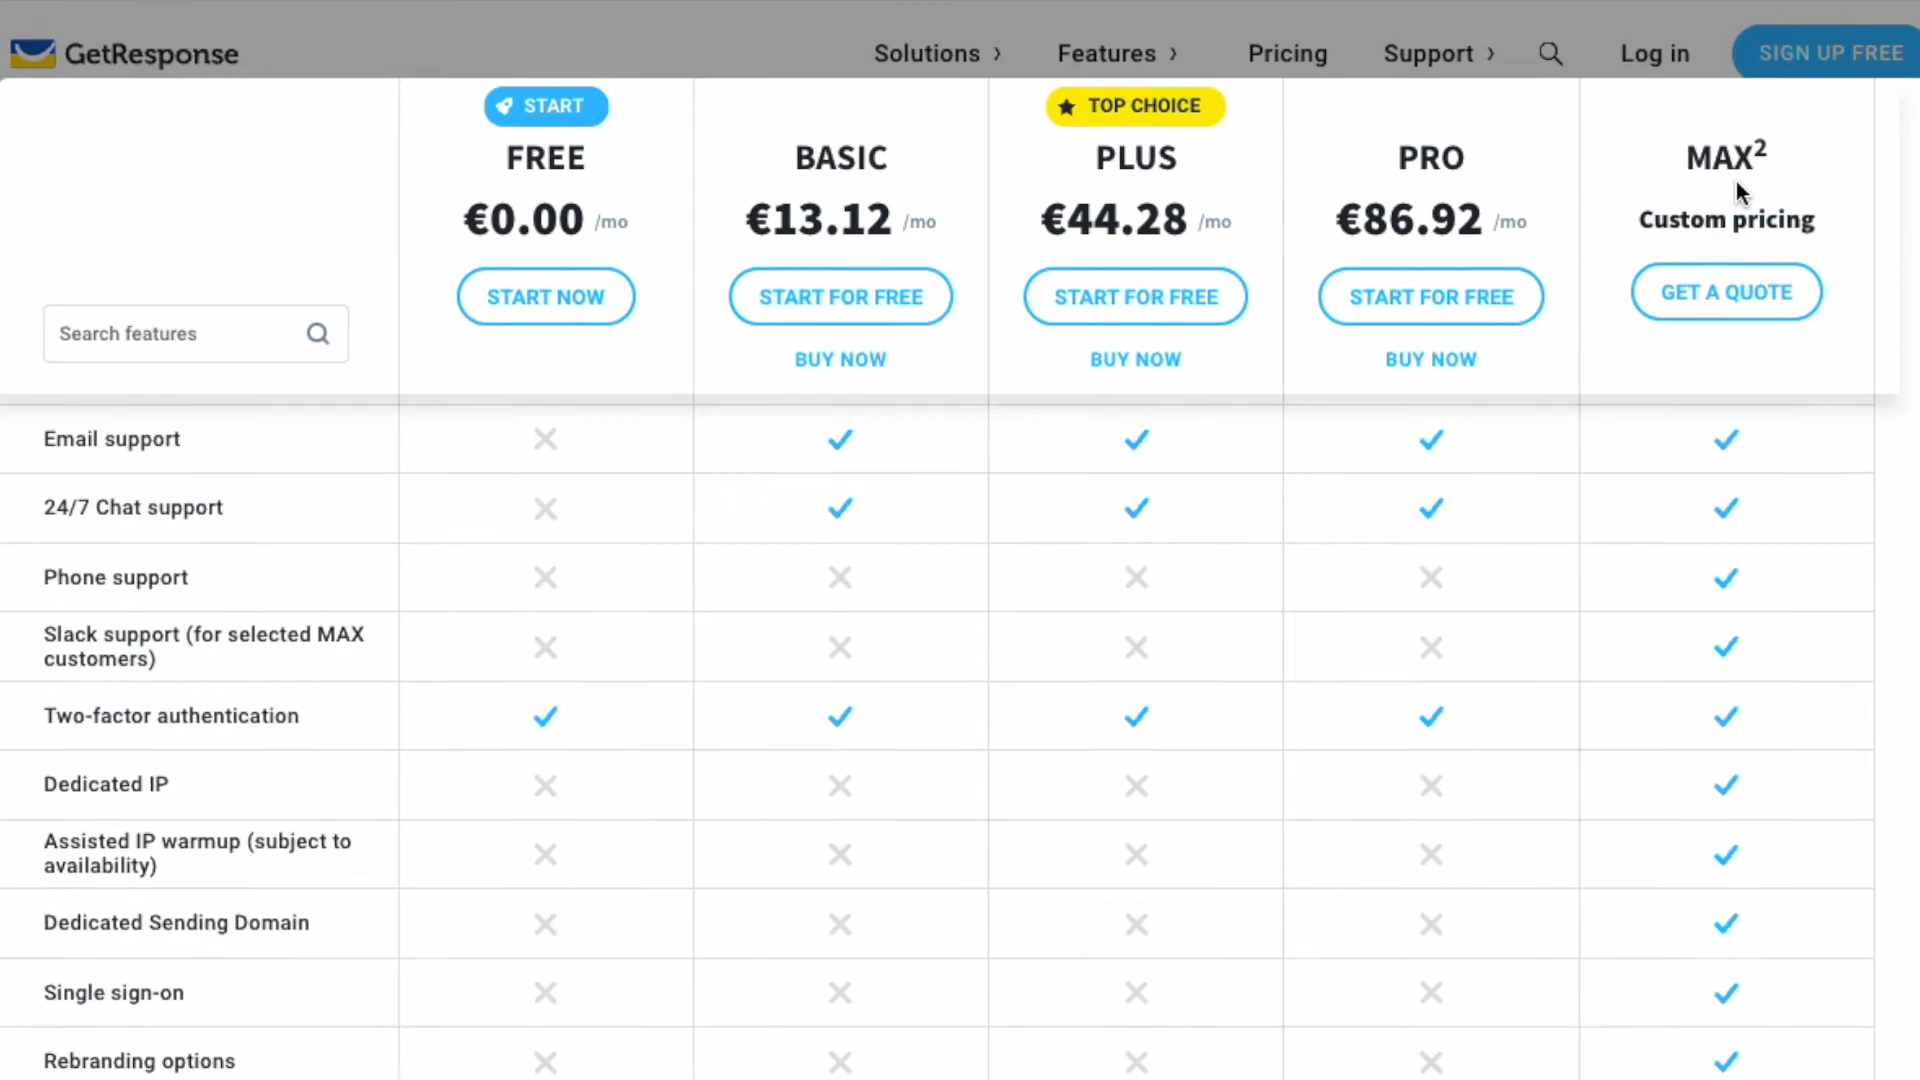 GetResponse
Solutions
Features
Pricing
Support
Log in
SIGN UP FREE
START
TOP CHOICE
FREE
BASIC
PLUS
PRO
MAX²
€0.00 /mo
€13.12 /mo
€44.28 /mo
€86.92 /mo
Custom pricing
START NOW
START FOR FREE
START FOR FREE
START FOR FREE
GET A QUOTE
Search features
BUY NOW
BUY NOW
BUY NOW
Email support
24/7 Chat support
Phone support
Slack support (for selected MAX
customers)
Two-factor authentication
Dedicated IP
Assisted IP warmup (subject to
availability)
Dedicated Sending Domain
Single sign-on
Rebranding options